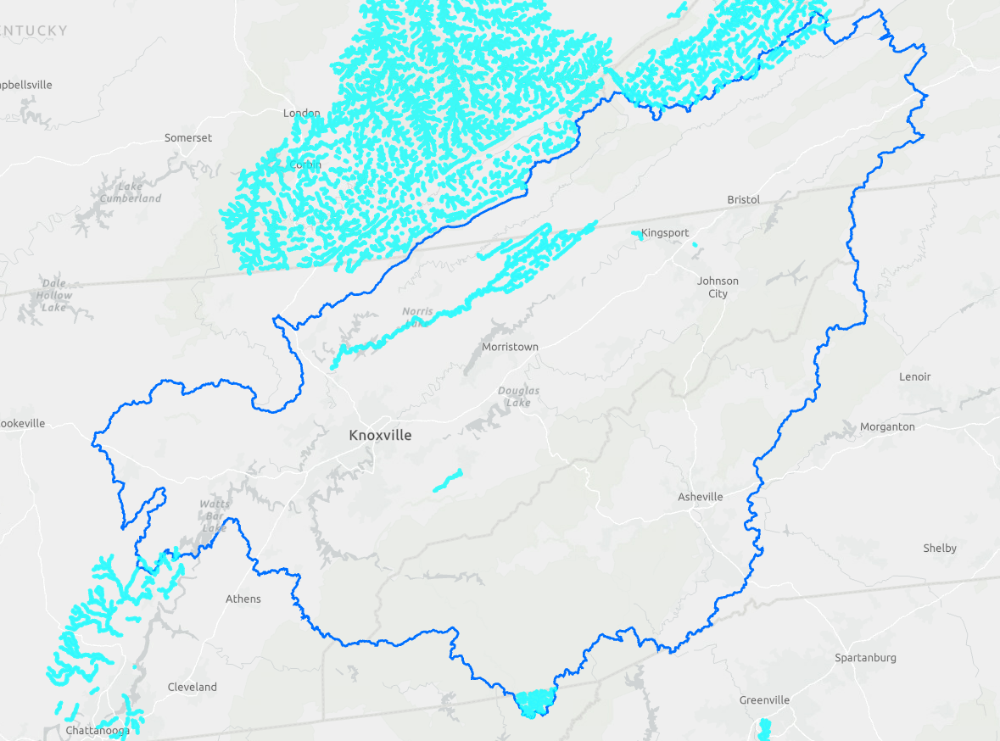 ENTUCKY
pbellsville
London
Somerset
Corbin
Lake
Cumberland
Bristol
Kingsport
Dale
Hollow
Lake
Johnson
City
Norris
Lake
Morristown
Lenoir
Douglas
Lake
ookeville
Morganton
Knoxville
Asheville
Watts
Bar
Lake
Shelby
Athens
Spartanburg
Cleveland
Greenville
Chattanooga